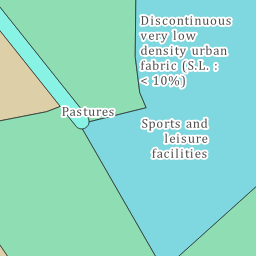 Discontinuous
very low
density urban
fabric (S.L. :
< 10%)
Pastures
Sports and
leisure
facilities